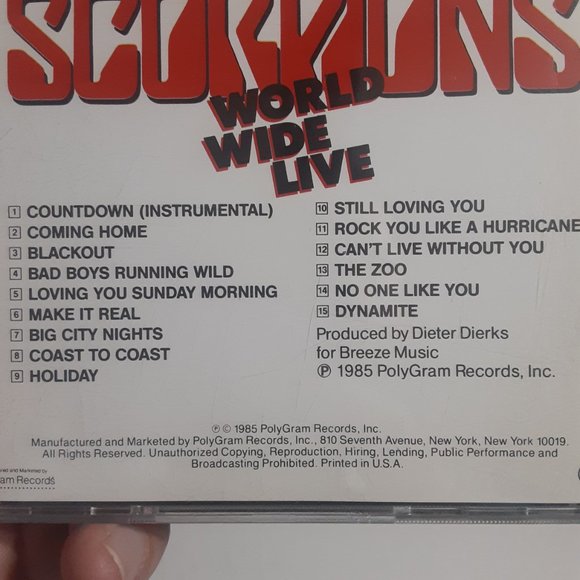 SCORPIONS
WORLD
WIDE
LIVE
1 COUNTDOWN (INSTRUMENTAL)
2 COMING HOME
3 BLACKOUT
4 BAD BOYS RUNNING WILD
5 LOVING YOU SUNDAY MORNING
6 MAKE IT REAL
7 BIG CITY NIGHTS
8 COAST TO COAST
9 HOLIDAY
10 STILL LOVING YOU
11 ROCK YOU LIKE A HURRICANE
12 CAN'T LIVE WITHOUT YOU
13 THE ZOO
14 NO ONE LIKE YOU
15 DYNAMITE
Produced by Dieter Dierks
for Breeze Music
℗ 1985 PolyGram Records, Inc.
℗ © 1985 PolyGram Records, Inc.
Manufactured and Marketed by PolyGram Records, Inc., 810 Seventh Avenue, New York, New York 10019.
All Rights Reserved. Unauthorized Copying, Reproduction, Hiring, Lending, Public Performance and
Broadcasting Prohibited. Printed in U.S.A.
and Marketed by
Records